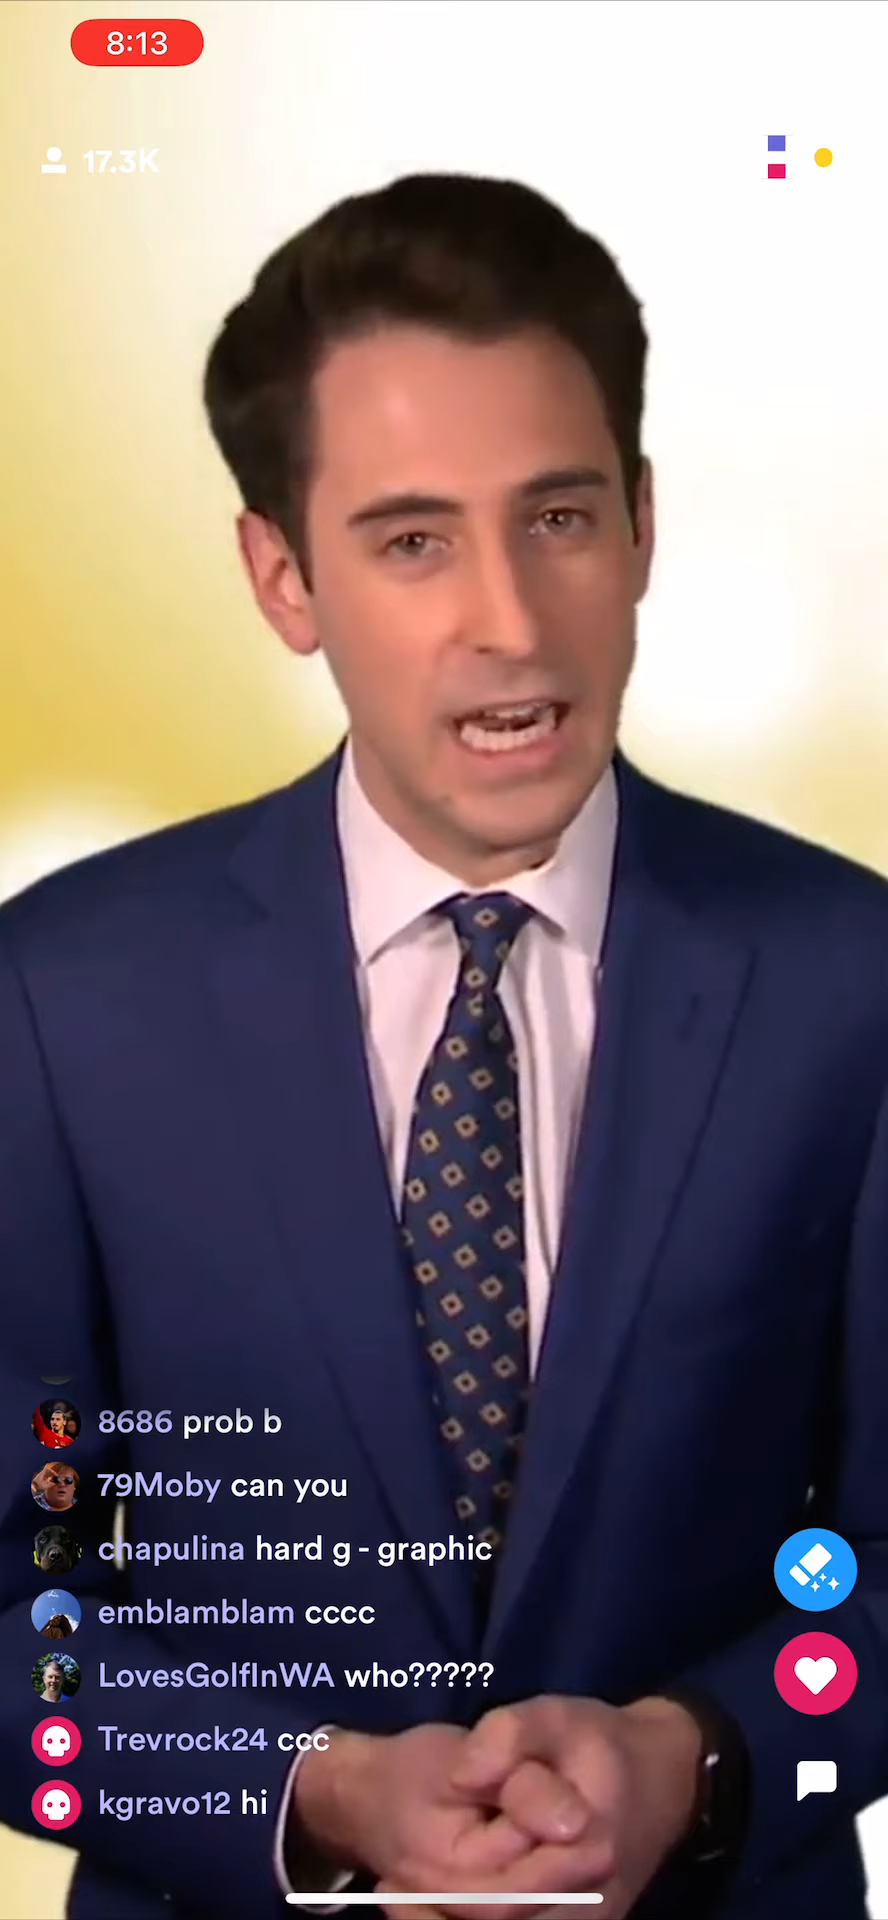 8:13
17.3K
8686 prob b
79Moby can you
chapulina hard g - graphic
emblamblam cccc
LovesGolfInWA who?????
Trevrock24 ccc
kgravo12 hi